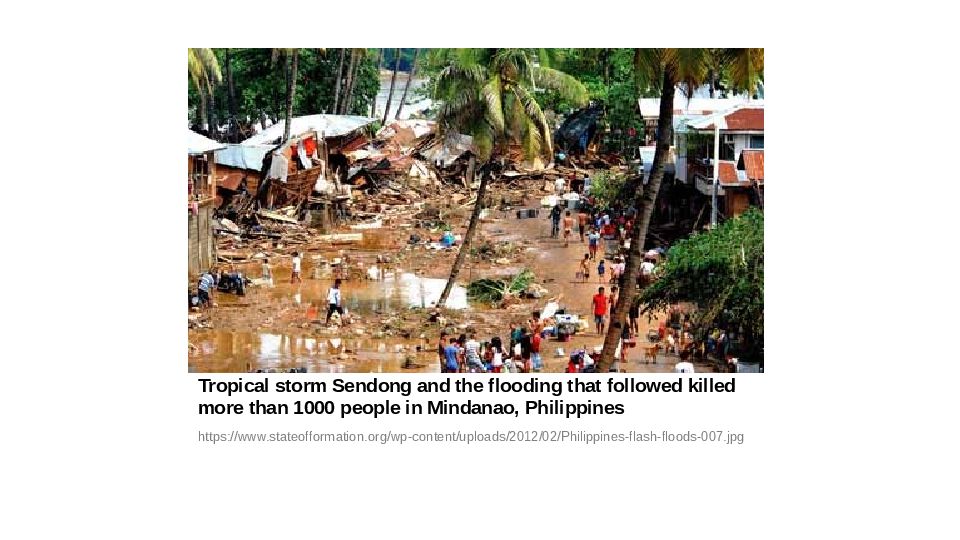 Tropical storm Sendong and the flooding that followed killed
more than 1000 people in Mindanao, Philippines
https://www.stateofformation.org/wp-content/uploads/2012/02/Philippines-flash-floods-007.jpg